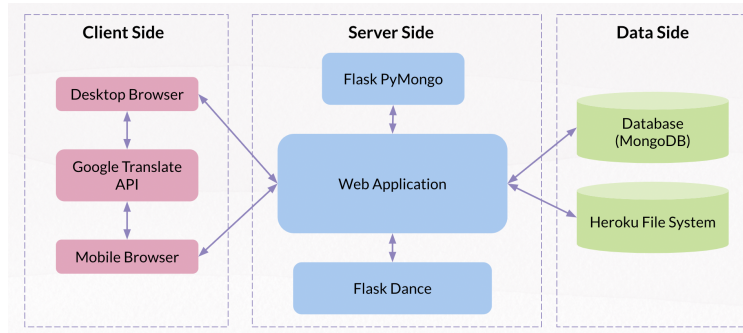 Client Side
Desktop Browser
Google Translate
API
Mobile Browser
Server Side
Flask PyMongo
Web Application
Flask Dance
Data Side
Database
(MongoDB)
Heroku File System